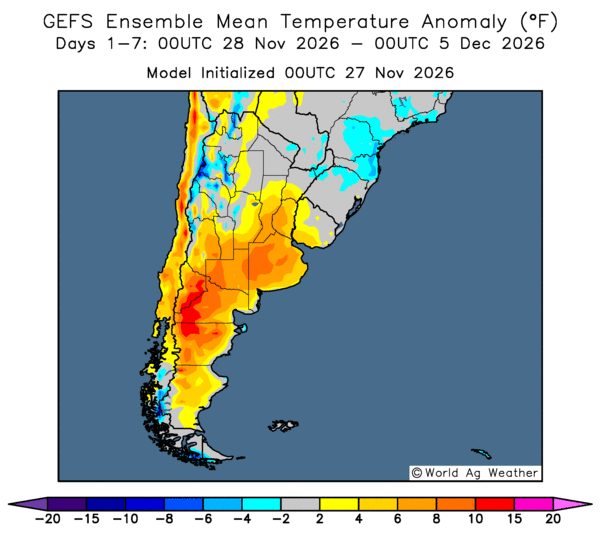 GEFS Ensemble Mean Temperature Anomaly (°F)
Days 1–7: 00UTC 28 Nov 2026 – 00UTC 5 Dec 2026
Model Initialized 00UTC 27 Nov 2026
© World Ag Weather
−20 −15 −10 −8 −6 −4 −2 2 4 6 8 10 15 20